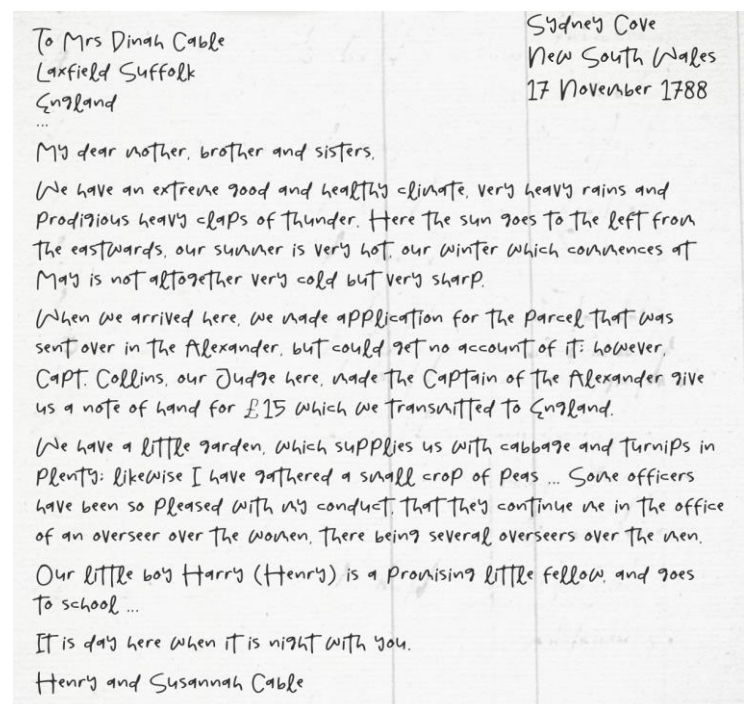 To Mrs Dinah Cable
Laxfield Suffolk
England
...
Sydney Cove
New South Wales
17 November 1788
My dear mother, brother and sisters,
We have an extreme good and healthy climate, very heavy rains and
prodigious heavy claps of thunder. Here the sun goes to the left from
the eastwards, our summer is very hot, our winter which commences at
May is not altogether very cold but very sharp.
When we arrived here, we made application for the parcel that was
sent over in the Alexander, but could get no account of it; however,
Capt. Collins, our Judge here, made the Captain of the Alexander give
us a note of hand for £15 which we transmitted to England.
We have a little garden, which supplies us with cabbage and turnips in
plenty; likewise I have gathered a small crop of peas ... Some officers
have been so pleased with my conduct, that they continue me in the office
of an overseer over the women, there being several overseers over the men.
Our little boy Harry (Henry) is a promising little fellow, and goes
to school ...
It is day here when it is night with you.
Henry and Susannah Cable